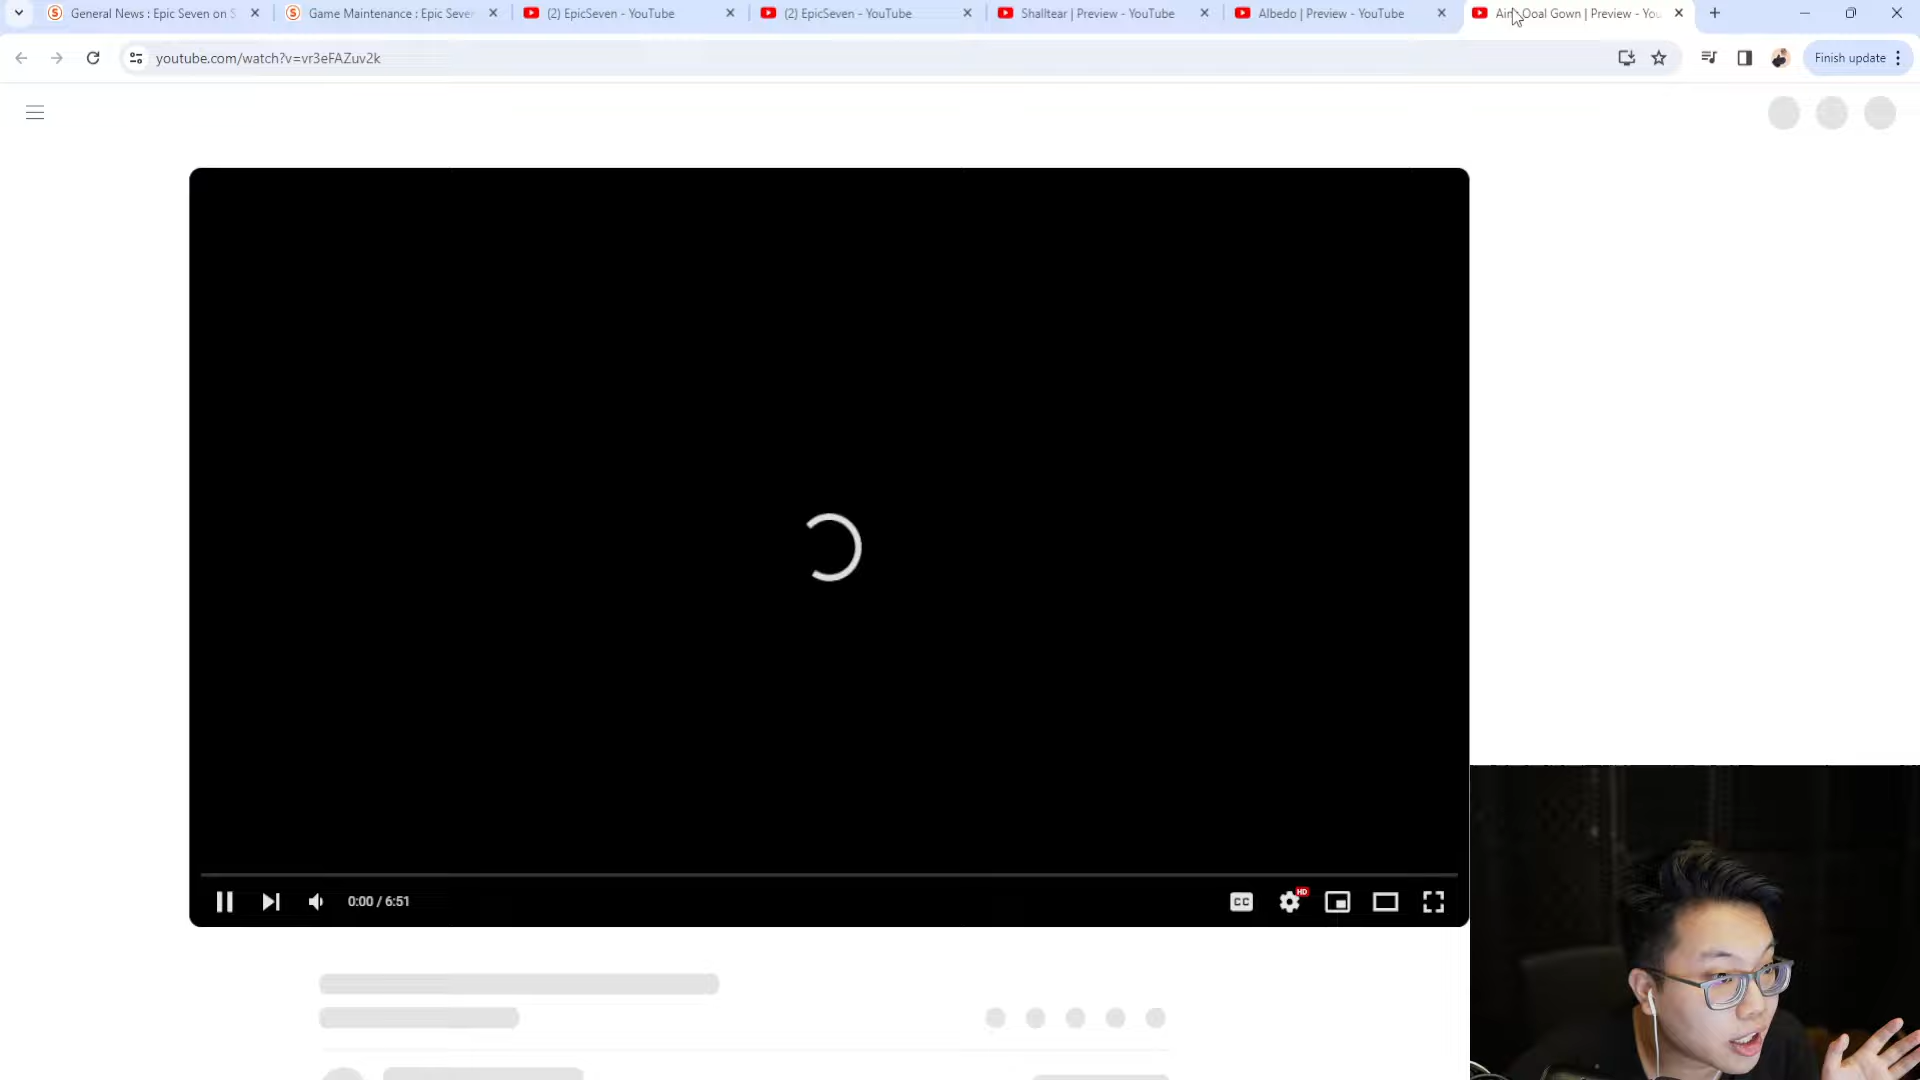 General News : Epic Seven on S
Game Maintenance : Epic Seven
(2) EpicSeven - YouTube
(2) EpicSeven - YouTube
Shalltear | Preview - YouTube
Albedo | Preview - YouTube
Ooal Gown | Preview - You
youtube.com/watch?v=vr3eFAZuv2k
Finish update
0:00 / 6:51
CC
HD